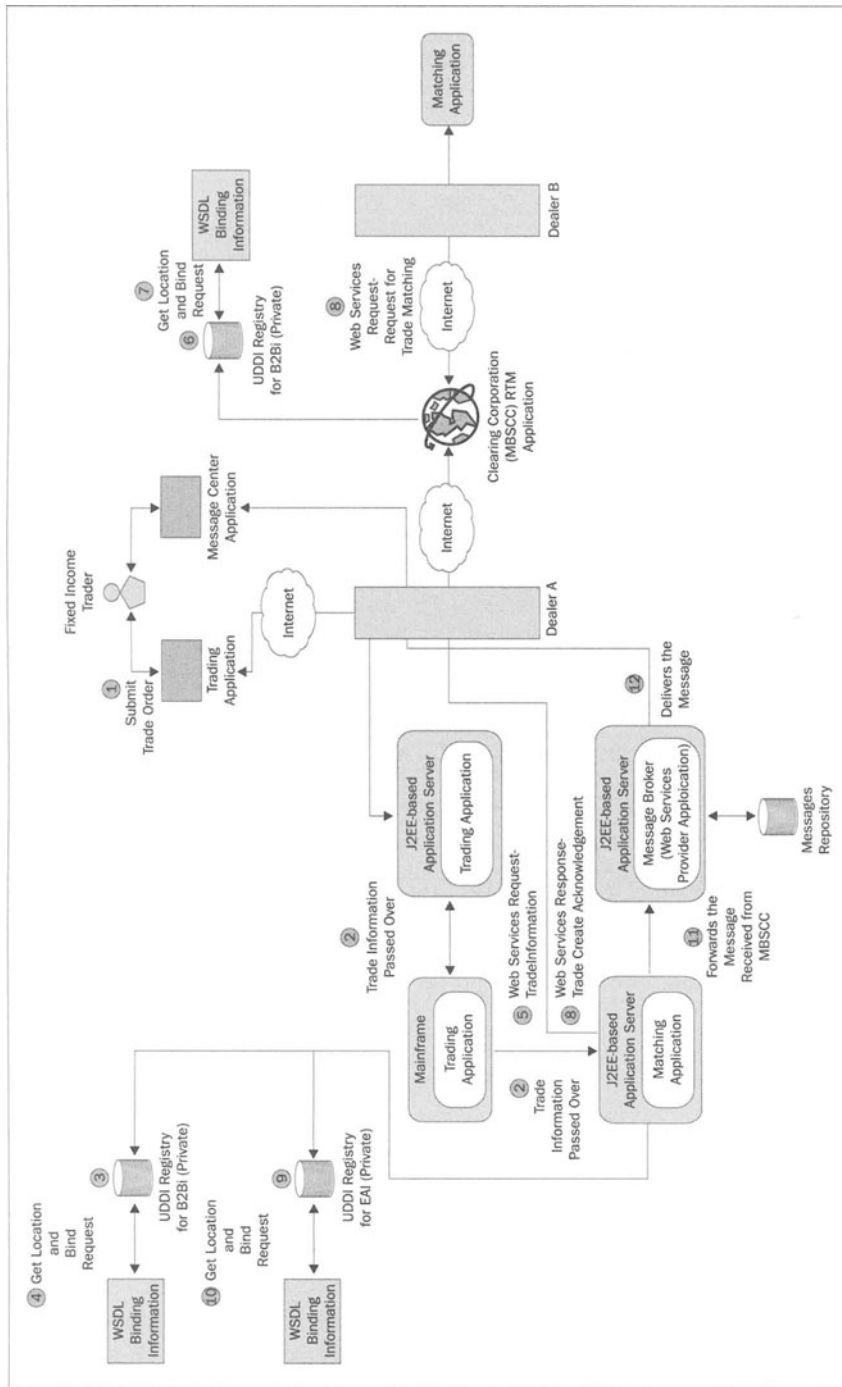 4
Get Location
and
Bind
Request
WSDL
Binding
Information
3
UDDI Registry
for B2Bi (Private)
10
Get Location
and
Bind
Request
WSDL
Binding
Information
9
UDDI Registry
for EAI (Private)
Mainframe
Trading
Application
2
Trade Information
Passed Over
J2EE-based
Application Server
Trading Application
2
Trade
Information
Passed Over
5
Web Services Request-
TradeInformation
8
Web Services Response-
Trade Create Acknowledgement
J2EE-based
Application Server
Matching
Application
11
Forwards the
Message
Received from
MBSCC
J2EE-based
Application Server
Message Broker
(Web Services
Provider Apploication)
Messages
Repository
12
Delivers the
Message
1
Submit
Trade Order
Fixed Income
Trader
Trading
Application
Message Center
Application
Internet
Dealer A
Internet
Clearing Corporation
(MBSCC) RTM
Application
6
UDDI Registry
for B2Bi (Private)
7
Get Location
and Bind
Request
WSDL
Binding
Information
8
Web Services
Request-
Request for
Trade Matching
Internet
Dealer B
Matching
Application